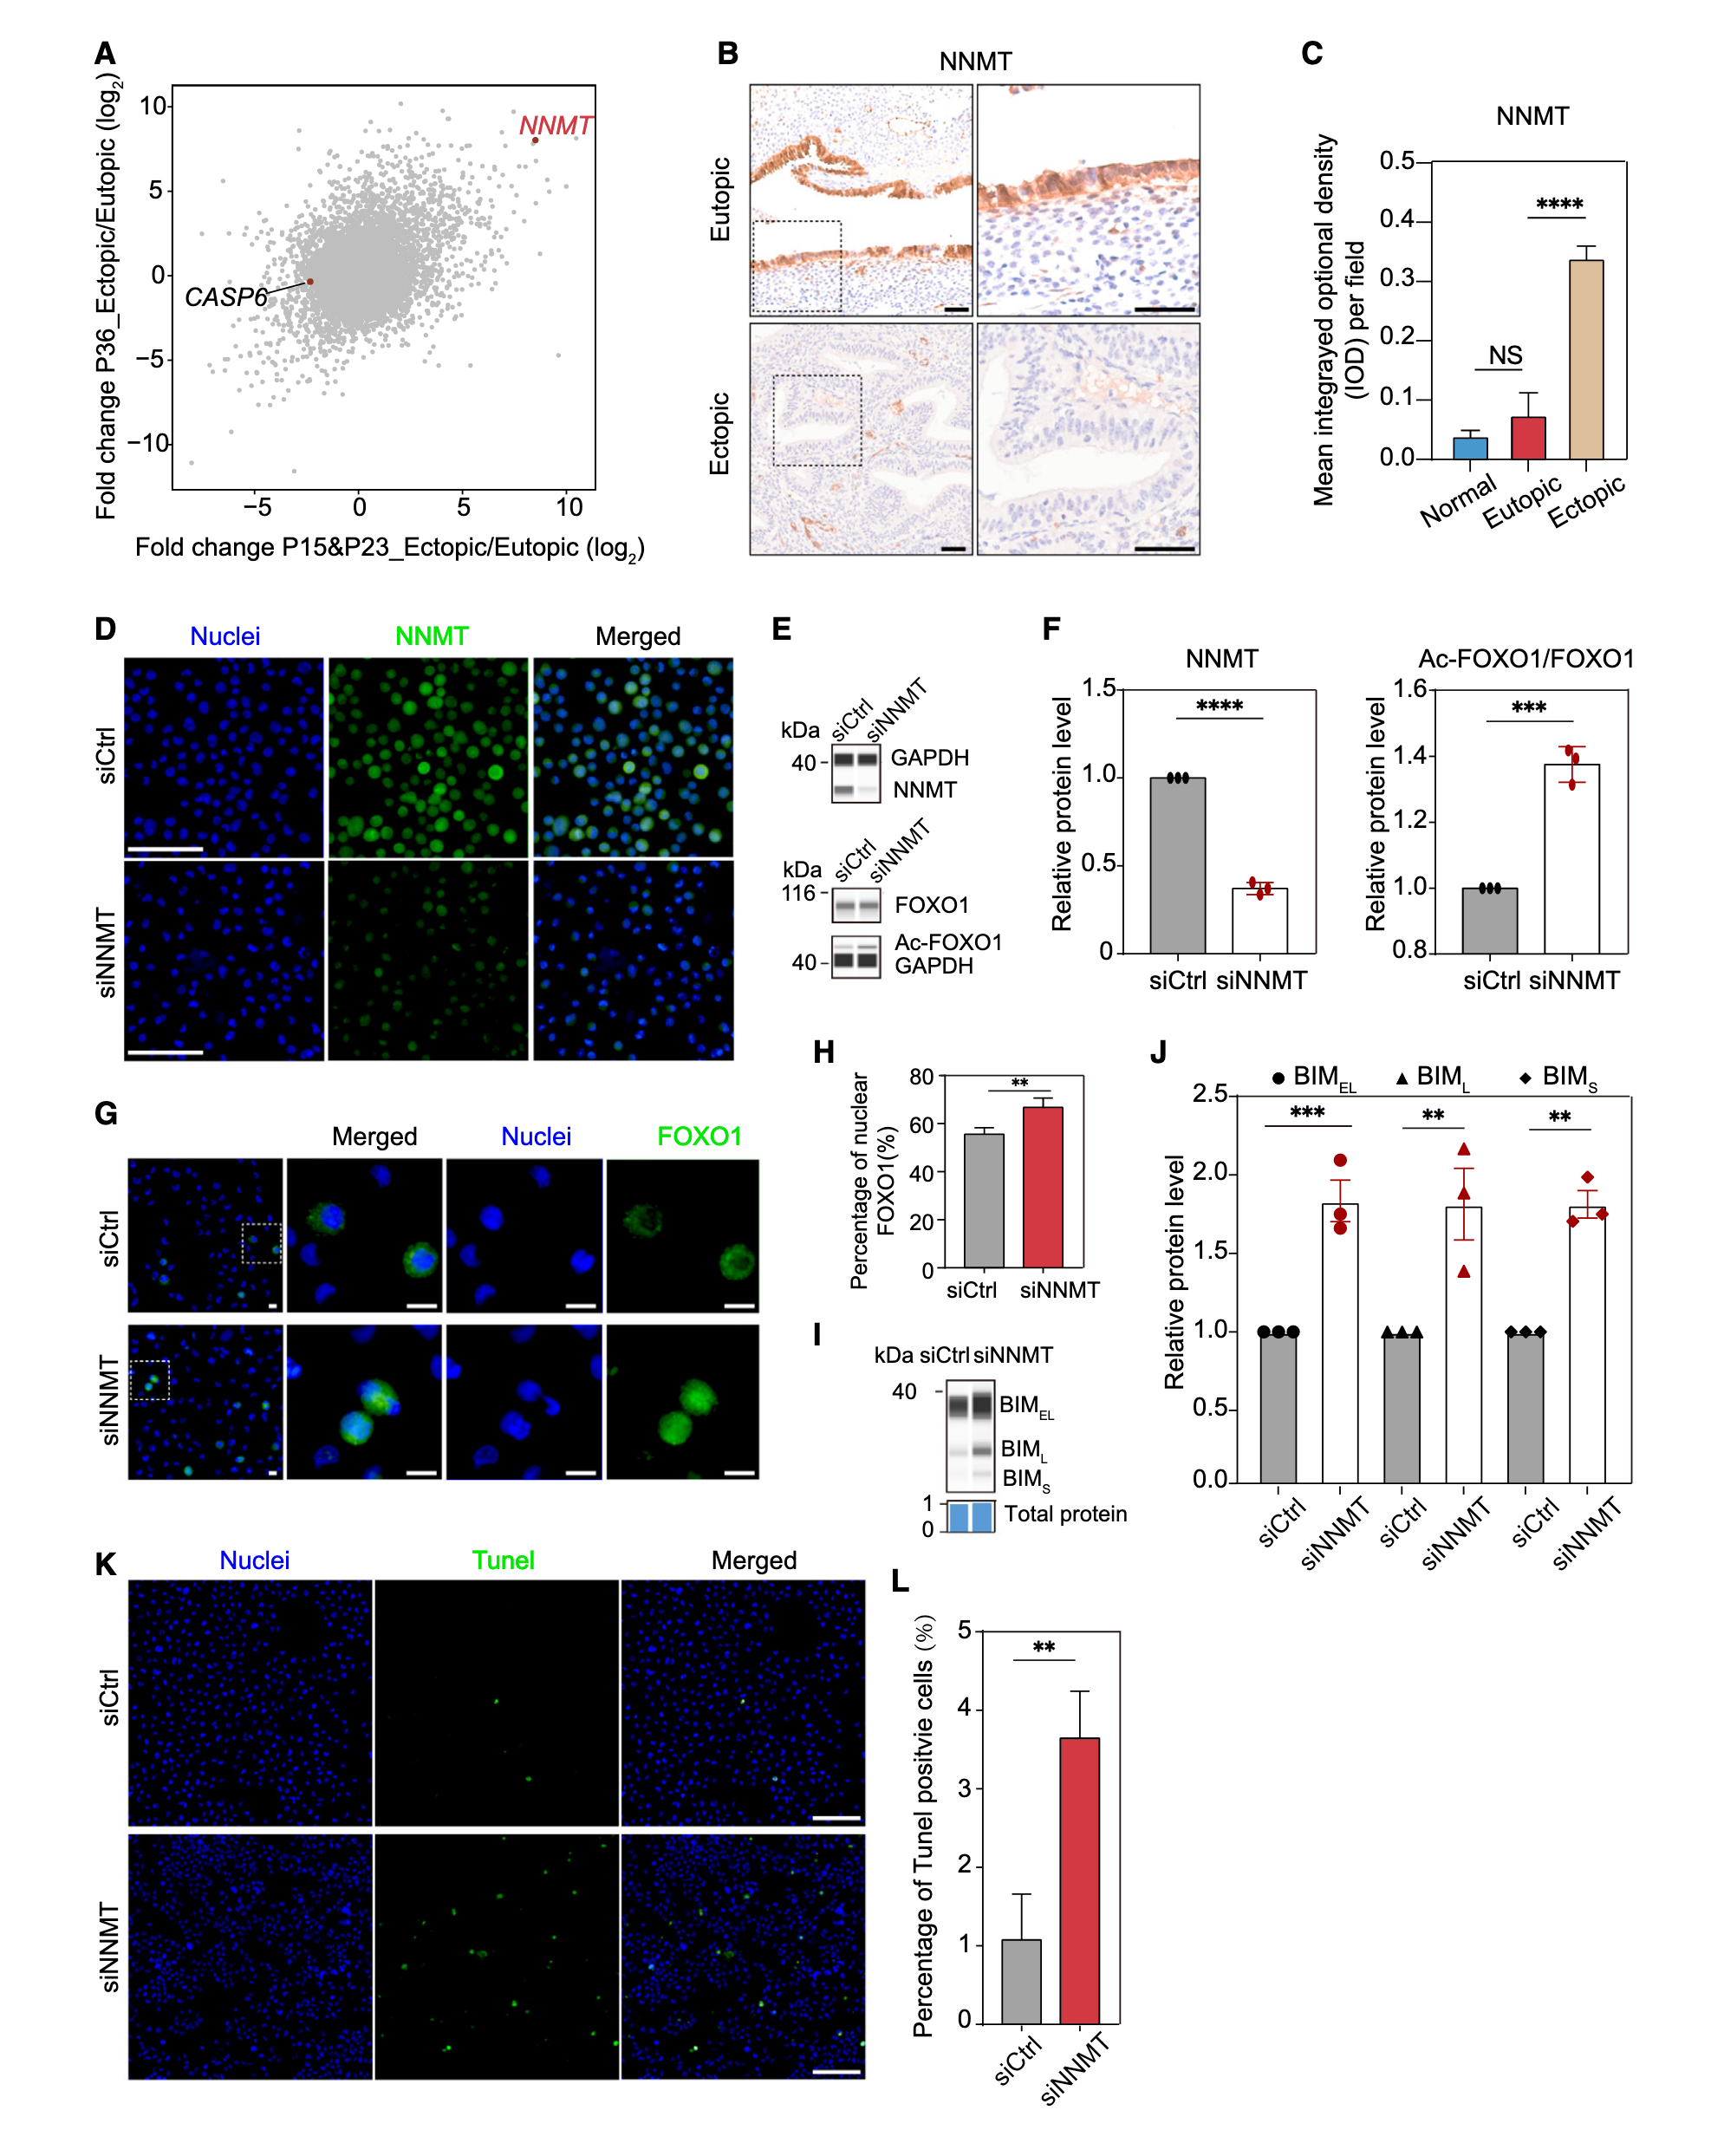 A
Fold change P36_Ectopic/Eutopic (log2)
10
5
0
−5
−10
NNMT
CASP6
−5 0 5 10
Fold change P15&P23_Ectopic/Eutopic (log2)
B
NNMT
Eutopic
Ectopic
C
NNMT
Mean integrayed optional density
(IOD) per field
0.5
0.4
0.3
0.2
0.1
0.0
****
NS
Normal
Eutopic
Ectopic
D
Nuclei NNMT Merged
siCtrl
siNNMT
E
siCtrl
siNNMT
kDa
40
GAPDH
NNMT
siCtrl
siNNMT
kDa
116
FOXO1
Ac-FOXO1
40
GAPDH
F
NNMT
Relative protein level
1.5
1.0
0.5
0
****
siCtrl siNNMT
Ac-FOXO1/FOXO1
Relative protein level
1.6
1.4
1.2
1.0
0.8
***
siCtrl siNNMT
G
Merged Nuclei FOXO1
siCtrl
siNNMT
H
Percentage of nuclear
FOXO1(%)
80
60
40
20
0
**
siCtrl siNNMT
I
kDa siCtrl siNNMT
40
BIMEL
BIML
BIMS
1
0
Total protein
J
BIMEL BIML BIMS
Relative protein level
2.5
2.0
1.5
1.0
0.5
0.0
*** ** **
siCtrl
siNNMT
siCtrl
siNNMT
siCtrl
siNNMT
K
Nuclei Tunel Merged
siCtrl
siNNMT
L
Percentage of Tunel positvie cells (%)
5
4
3
2
1
0
**
siCtrl
siNNMT